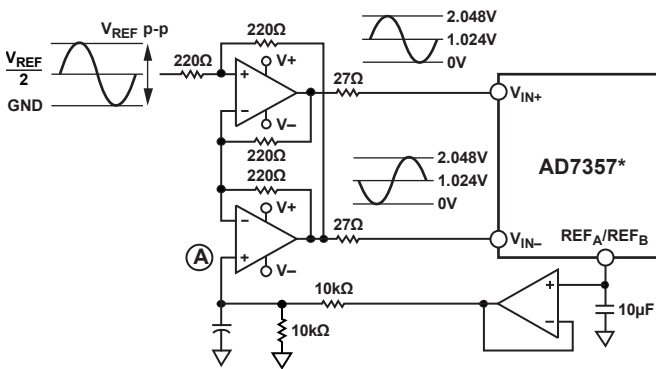 V_REF p-p
V_REF
2
GND
220Ω
220Ω
+
V+
−
V−
220Ω
220Ω
V+
−
+
V−
A
27Ω
27Ω
2.048V
1.024V
0V
2.048V
1.024V
0V
V_IN+
AD7357*
V_IN−
REF_A/REF_B
10kΩ
10kΩ
+
−
10µF